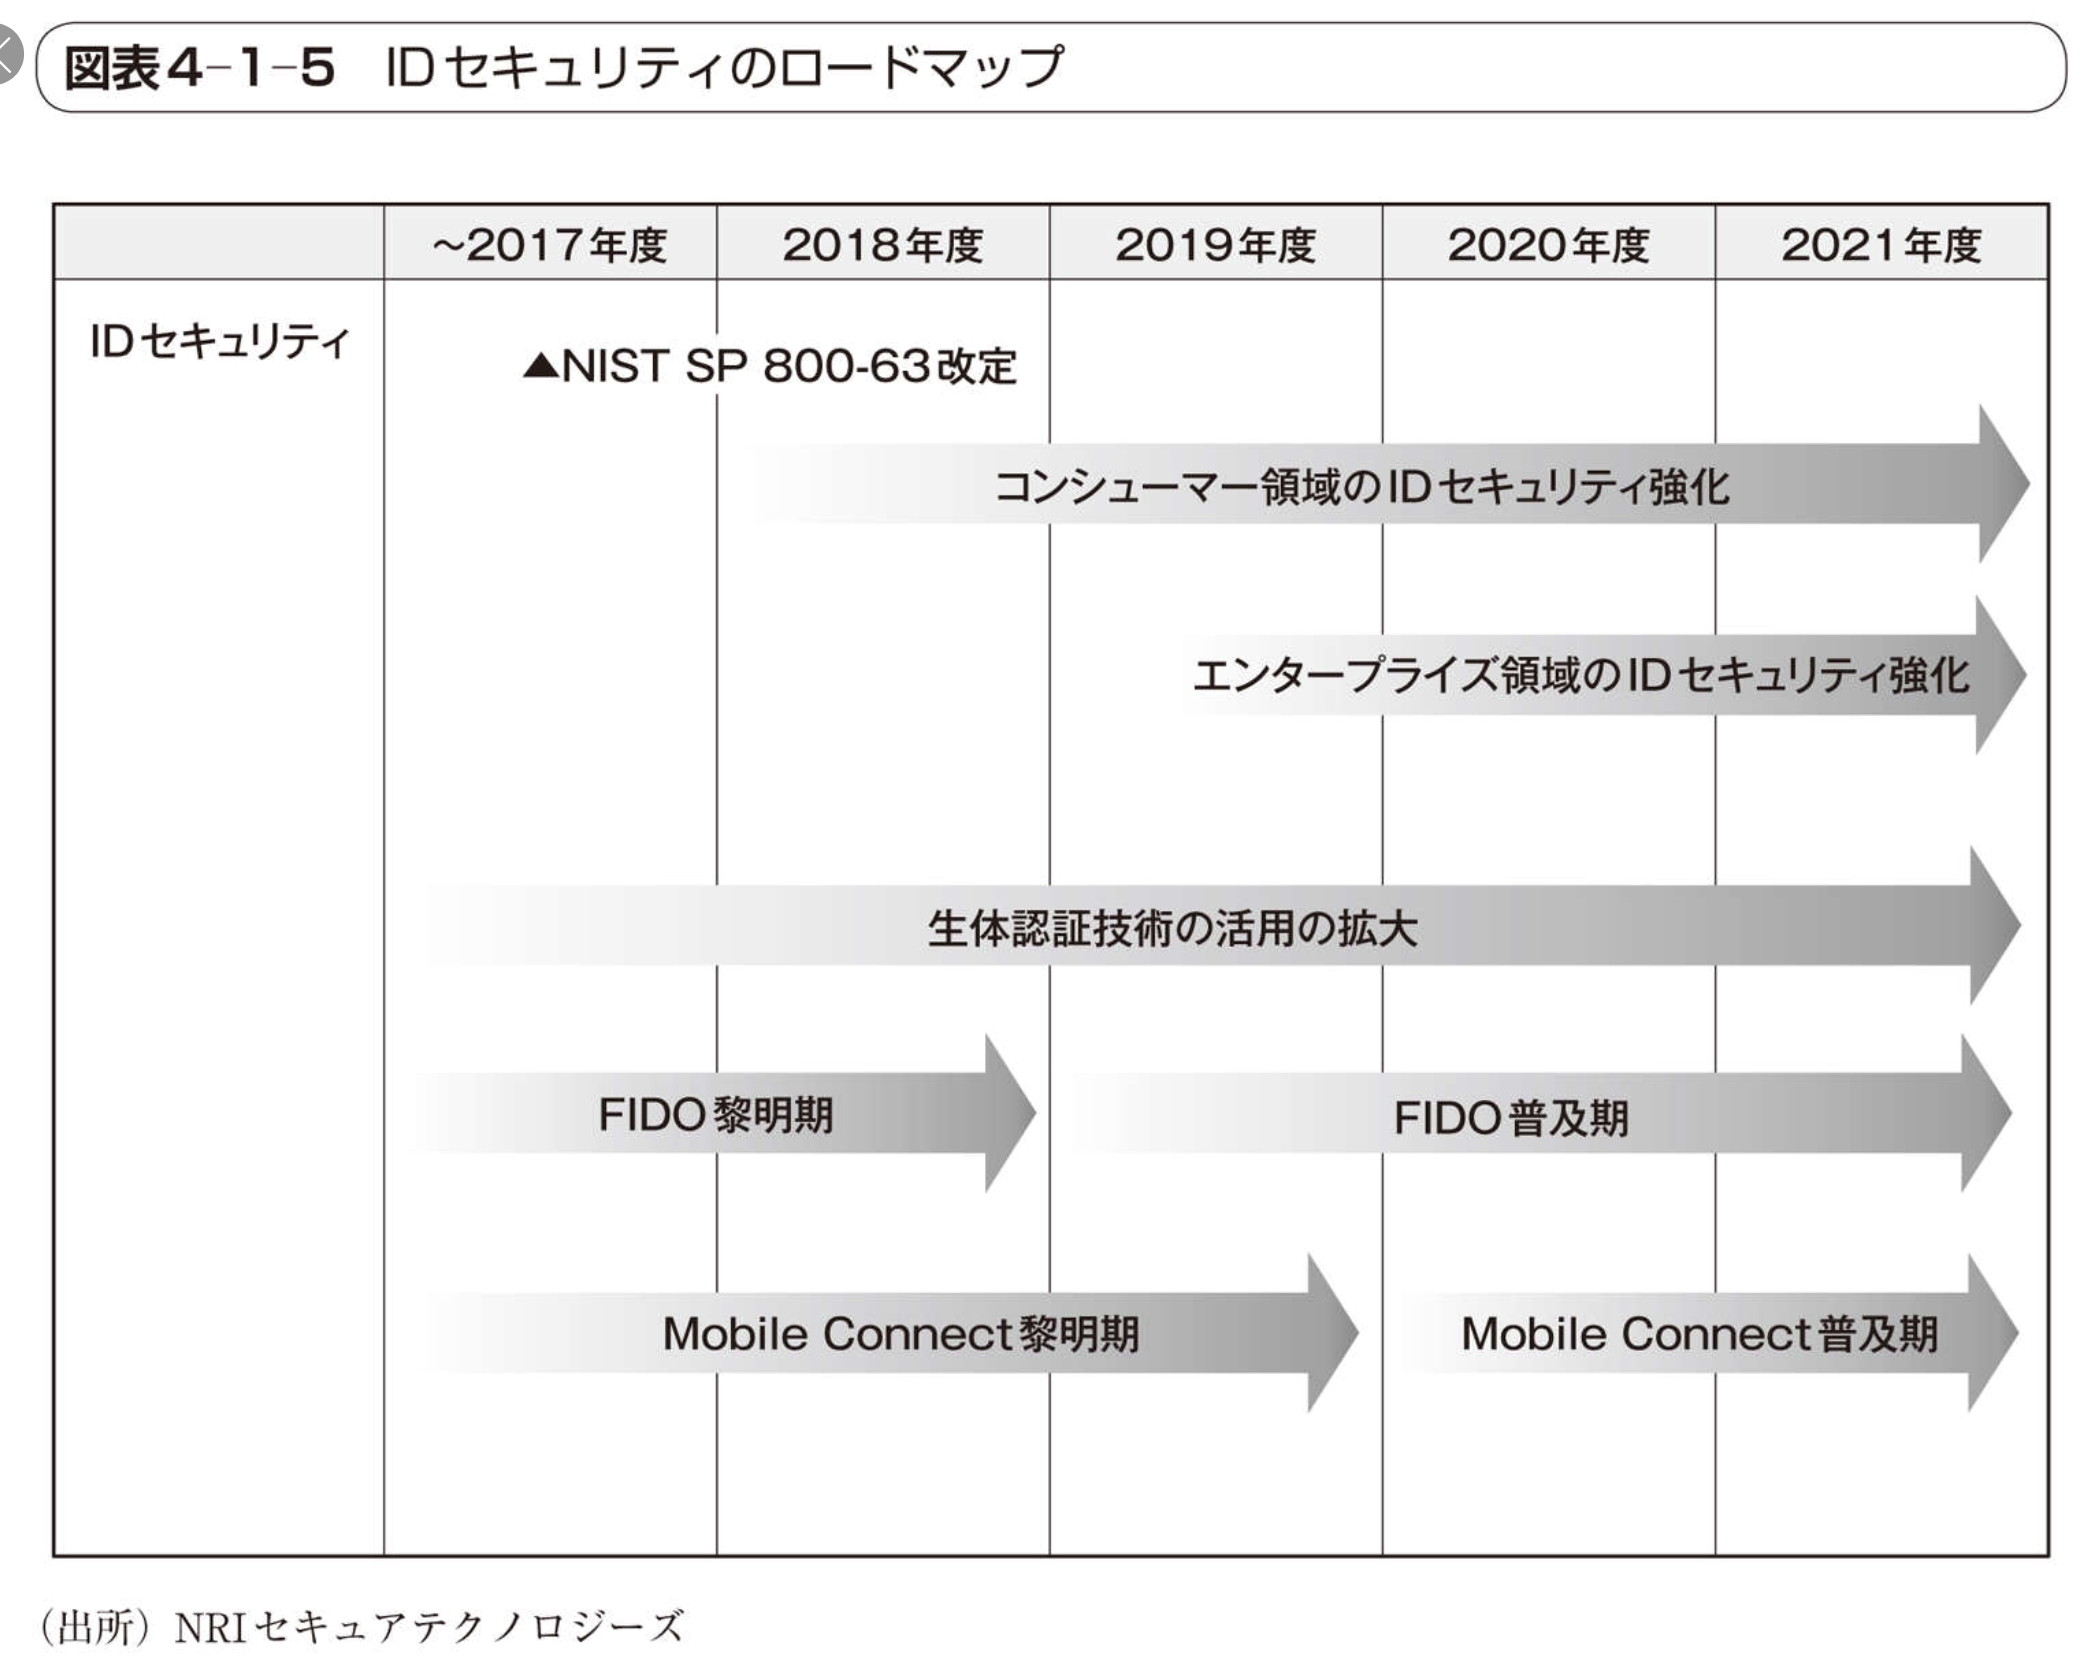 図表4-1-5 IDセキュリティのロードマップ
～2017年度 2018年度 2019年度 2020年度 2021年度
IDセキュリティ
▲NIST SP 800-63改定
コンシューマー領域のIDセキュリティ強化
エンタープライズ領域のIDセキュリティ強化
生体認証技術の活用の拡大
FIDO黎明期 FIDO普及期
Mobile Connect黎明期 Mobile Connect普及期
（出所）NRIセキュアテクノロジーズ